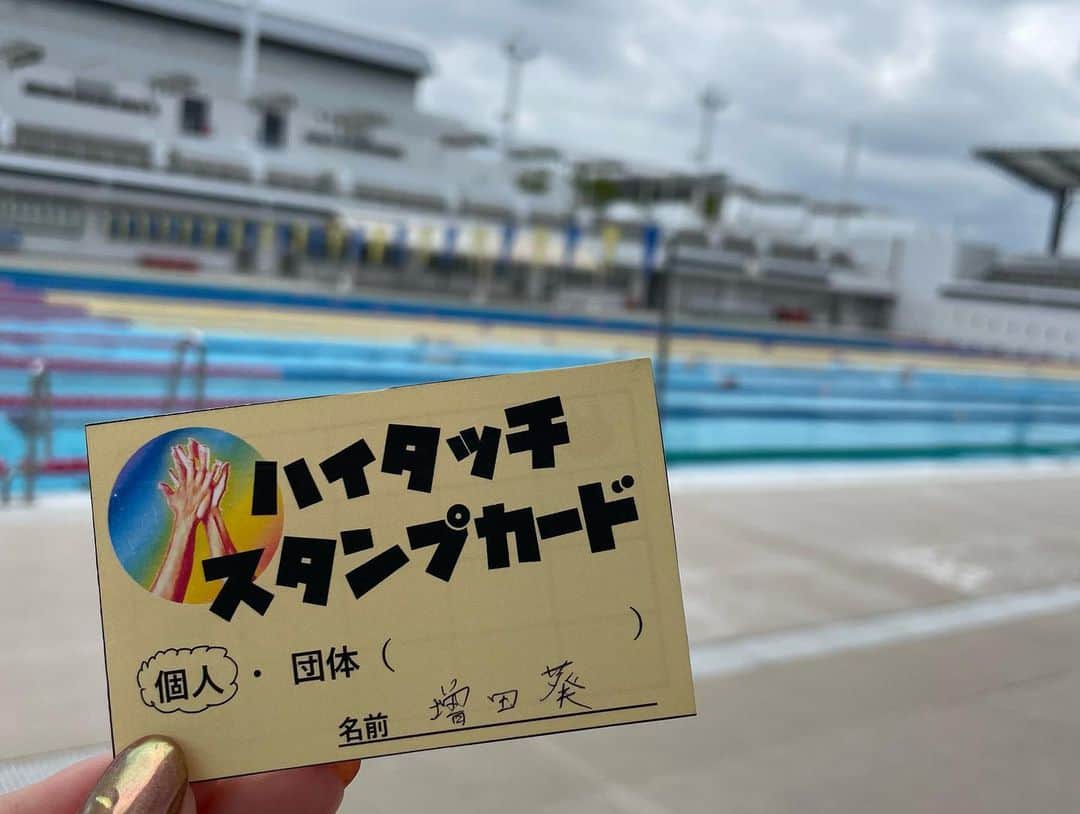 ハイタッチ
スタンプカード
個人・団体（　　　）
名前 増田葵